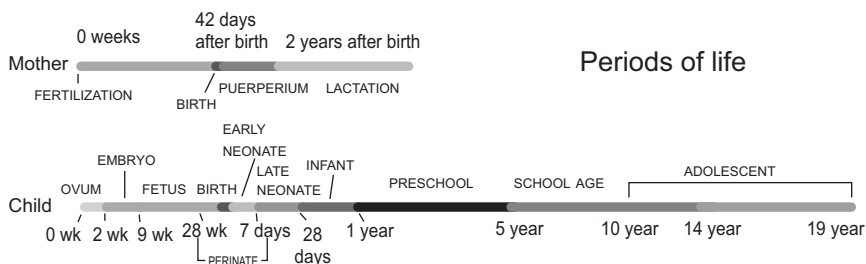 42 days
0 weeks after birth 2 years after birth
Mother
Periods of life
FERTILIZATION PUERPERIUM LACTATION
BIRTH
EARLY
EMBRYO NEONATE INFANT
LATE
ADOLESCENT
OVUM FETUS BIRTH NEONATE PRESCHOOL SCHOOL AGE
Child
0 wk 2 wk 9 wk 28 wk 7 days 28 days 1 year 5 year 10 year 14 year 19 year
PERINATE